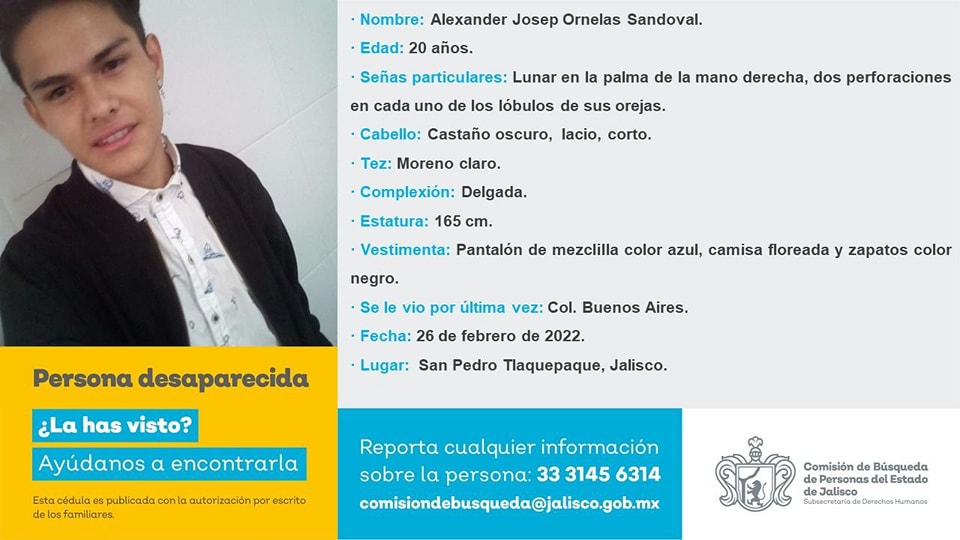 · Nombre: Alexander Josep Ornelas Sandoval.
· Edad: 20 años.
· Señas particulares: Lunar en la palma de la mano derecha, dos perforaciones
en cada uno de los lóbulos de sus orejas.
· Cabello: Castaño oscuro, lacio, corto.
· Tez: Moreno claro.
· Complexión: Delgada.
· Estatura: 165 cm.
· Vestimenta: Pantalón de mezclilla color azul, camisa floreada y zapatos color
negro.
· Se le vio por última vez: Col. Buenos Aires.
· Fecha: 26 de febrero de 2022.
· Lugar: San Pedro Tlaquepaque, Jalisco.
Persona desaparecida
¿La has visto?
Ayúdanos a encontrarla
Esta cédula es publicada con la autorización por escrito
de los familiares.
Reporta cualquier información
sobre la persona: 33 3145 6314
comisiondebusqueda@jalisco.gob.mx
Comisión de Búsqueda
de Personas del Estado
de Jalisco
Subsecretaría de Derechos Humanos